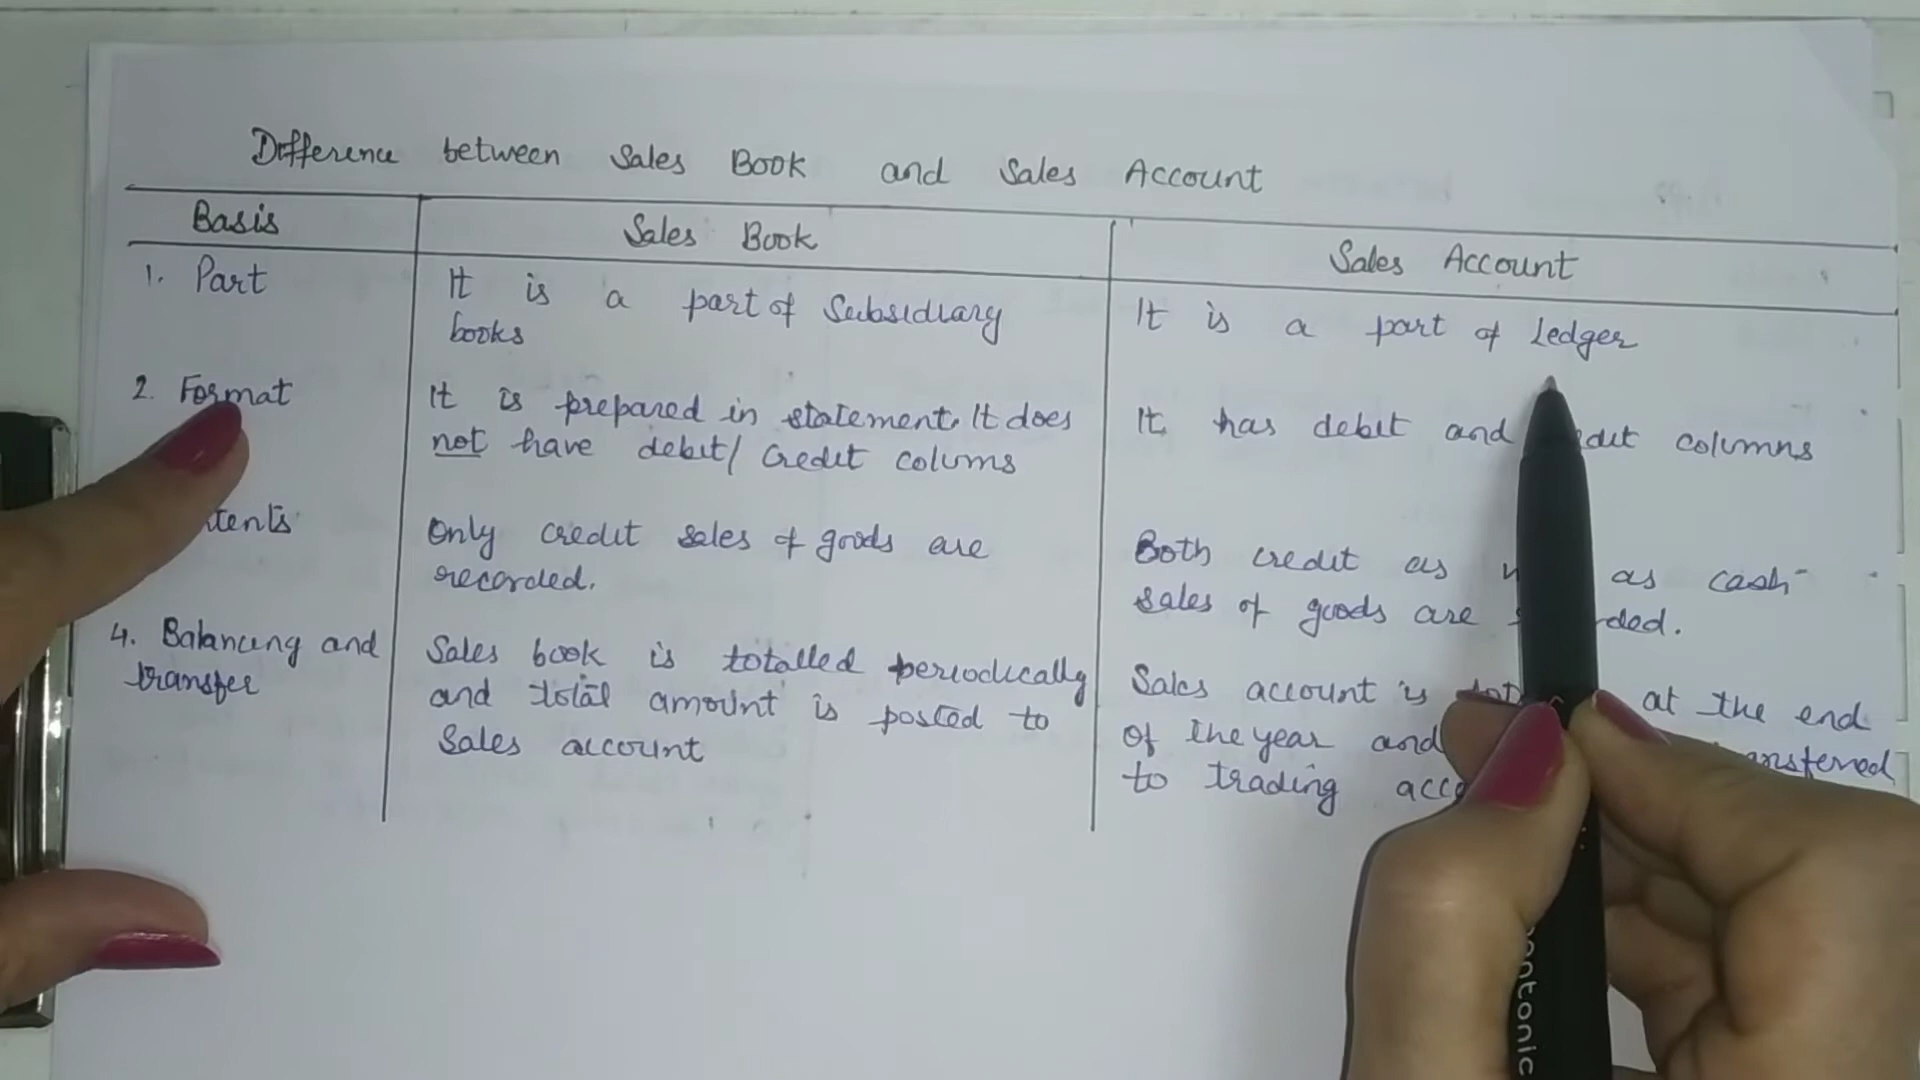 Difference between Sales Book and Sales Account
Basis
Sales Book
Sales Account
1. Part
It is a part of Subsidiary
books
It is a part of Ledger
2. Format
It is prepared in statement. It does
not have debit/Credit colums
It has debit and columns
Only credit sales of goods are
recorded.
Both credit as as cash
sales of goods are
4. Balancing and
transfer
Sales book is totalled periodically
and total amount is posted to
Sales account
Sales account is at the end
of the year and
to trading